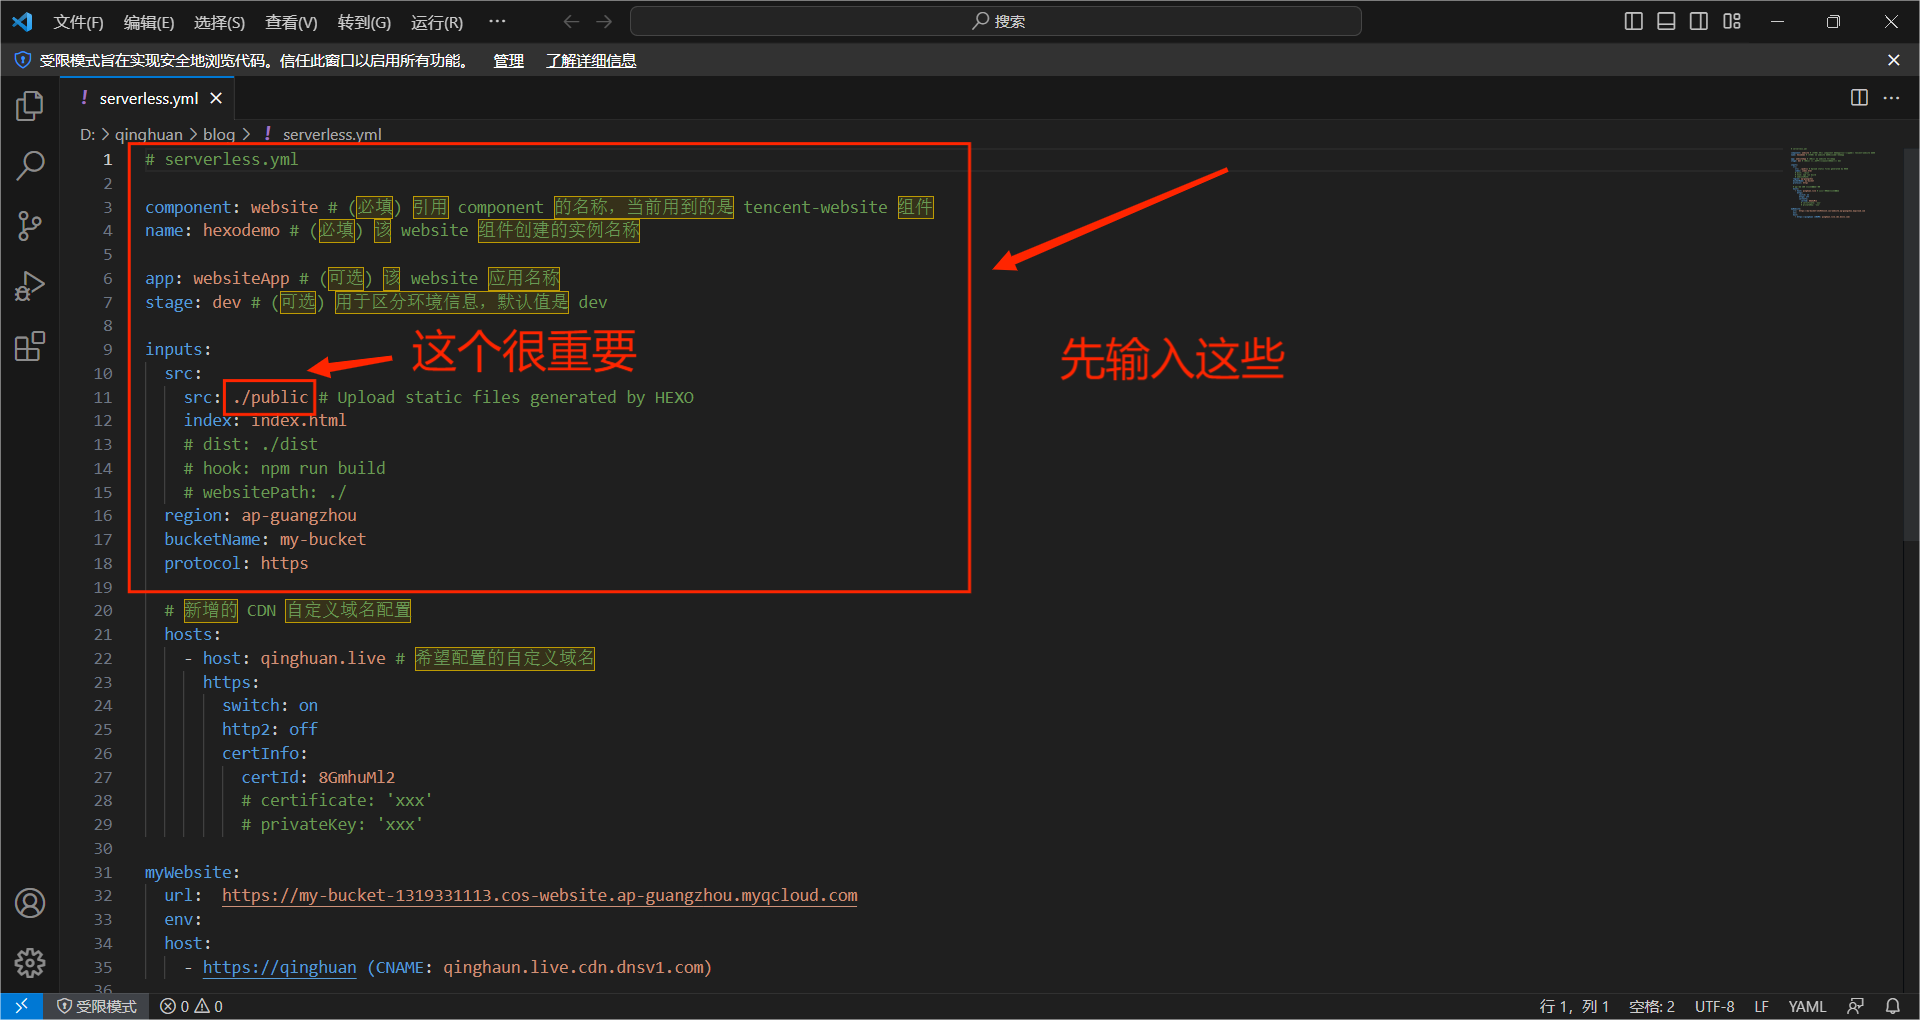 文件(F) 编辑(E) 选择(S) 查看(V) 转到(G) 运行(R) ··· 搜索
受限模式旨在实现安全地浏览代码。信任此窗口以启用所有功能。 管理 了解详细信息
! serverless.yml
D: > qinghuan > blog > ! serverless.yml
1 # serverless.yml
2
3 component: website # (必填) 引用 component 的名称，当前用到的是 tencent-website 组件
4 name: hexodemo # (必填) 该 website 组件创建的实例名称
5
6 app: websiteApp # (可选) 该 website 应用名称
7 stage: dev # (可选) 用于区分环境信息，默认值是 dev
8
这个很重要
先输入这些
9 inputs:
10 src:
11 src: ./public # Upload static files generated by HEXO
12 index: index.html
13 # dist: ./dist
14 # hook: npm run build
15 # websitePath: ./
16 region: ap-guangzhou
17 bucketName: my-bucket
18 protocol: https
19
20 # 新增的 CDN 自定义域名配置
21 hosts:
22 - host: qinghuan.live # 希望配置的自定义域名
23 https:
24 switch: on
25 http2: off
26 certInfo:
27 certId: 8GmhuMl2
28 # certificate: 'xxx'
29 # privateKey: 'xxx'
30
31 myWebsite:
32 url: https://my-bucket-1319331113.cos-website.ap-guangzhou.myqcloud.com
33 env:
34 host:
35 - https://qinghuan (CNAME: qinghaun.live.cdn.dnsv1.com)
36
受限模式 0 0 行 1，列 1 空格: 2 UTF-8 LF YAML